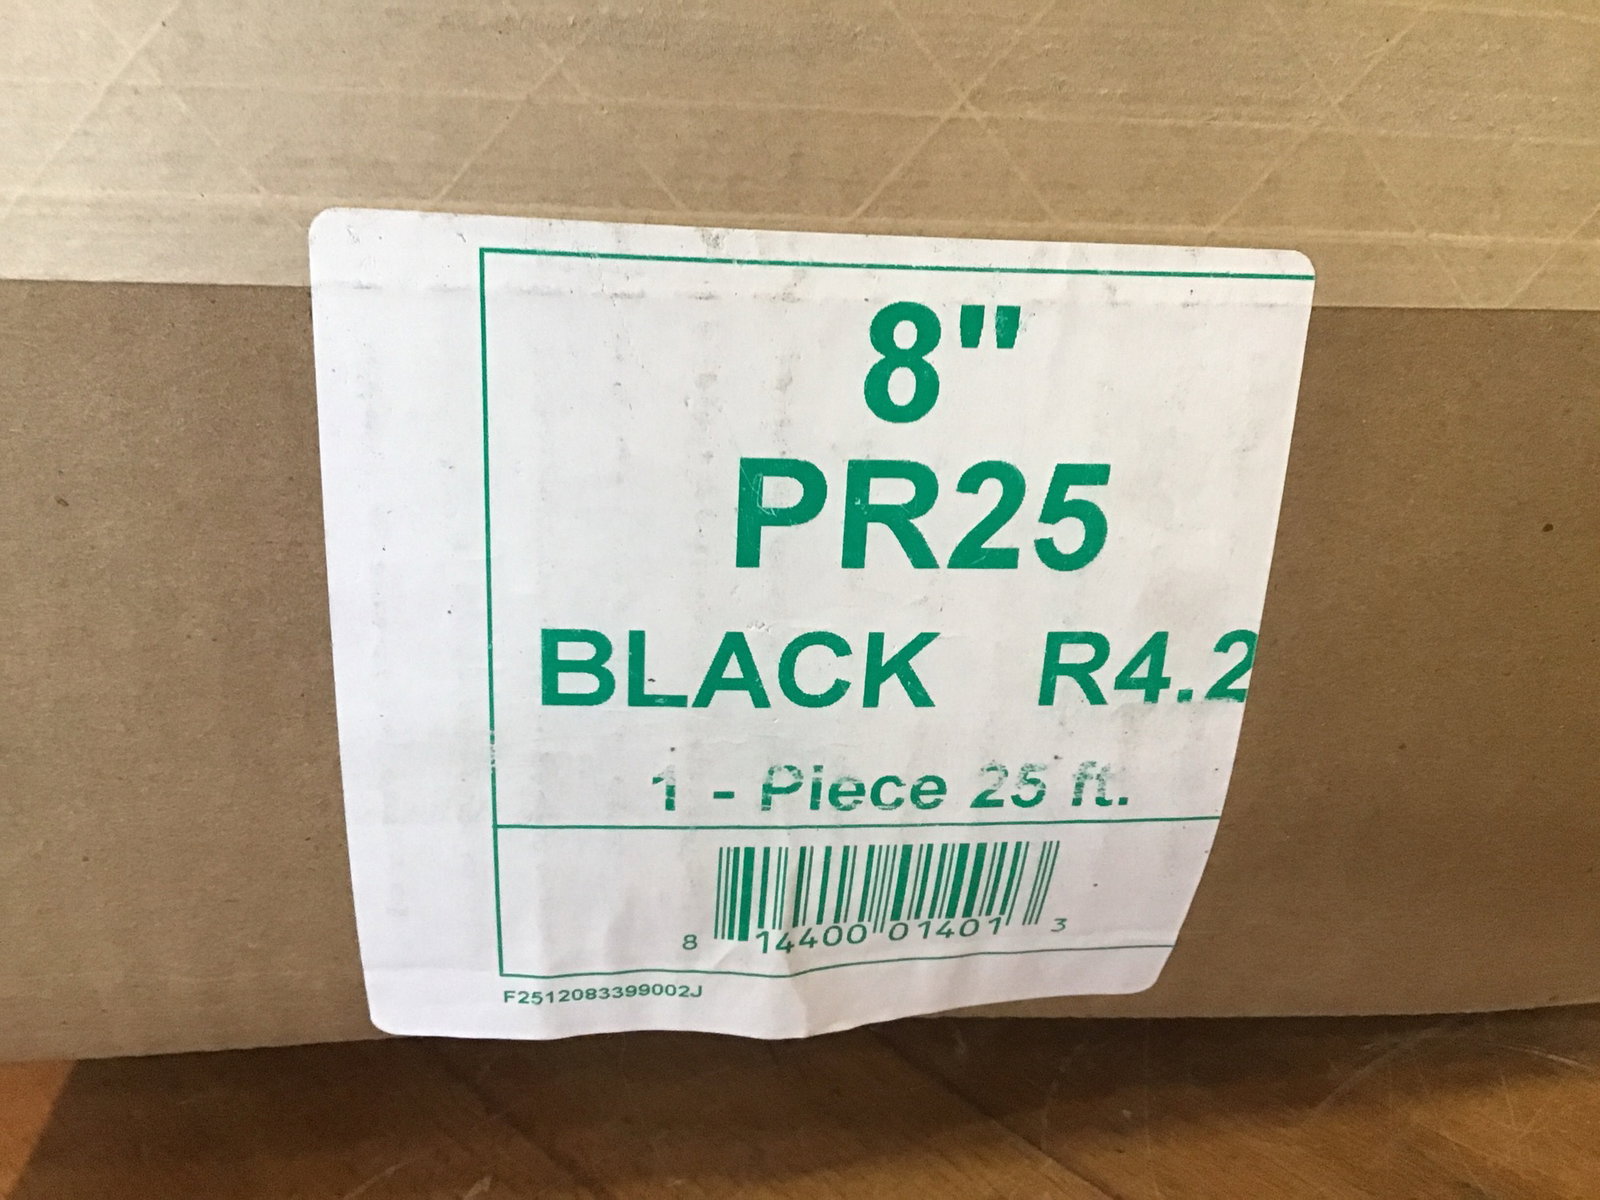 8"
PR25
BLACK R4.2
1 - Piece 25 ft.
8 14400 01401 3
F2512083399002J